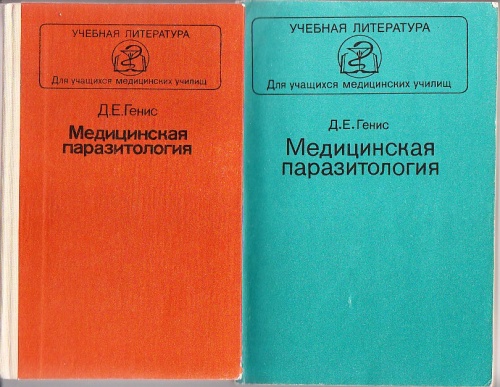 УЧЕБНАЯ ЛИТЕРАТУРА
Для учащихся медицинских училищ
Д.Е.Генис
Медицинская
паразитология
УЧЕБНАЯ ЛИТЕРАТУРА
Для учащихся медицинских училищ
Д.Е.Генис
Медицинская
паразитология